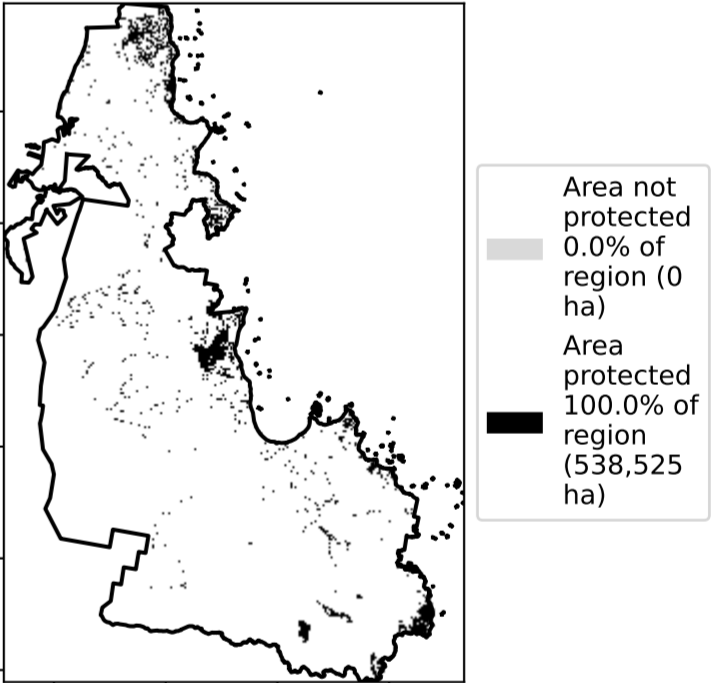 Area not
protected
0.0% of
region (0
ha)
Area
protected
100.0% of
region
(538,525
ha)